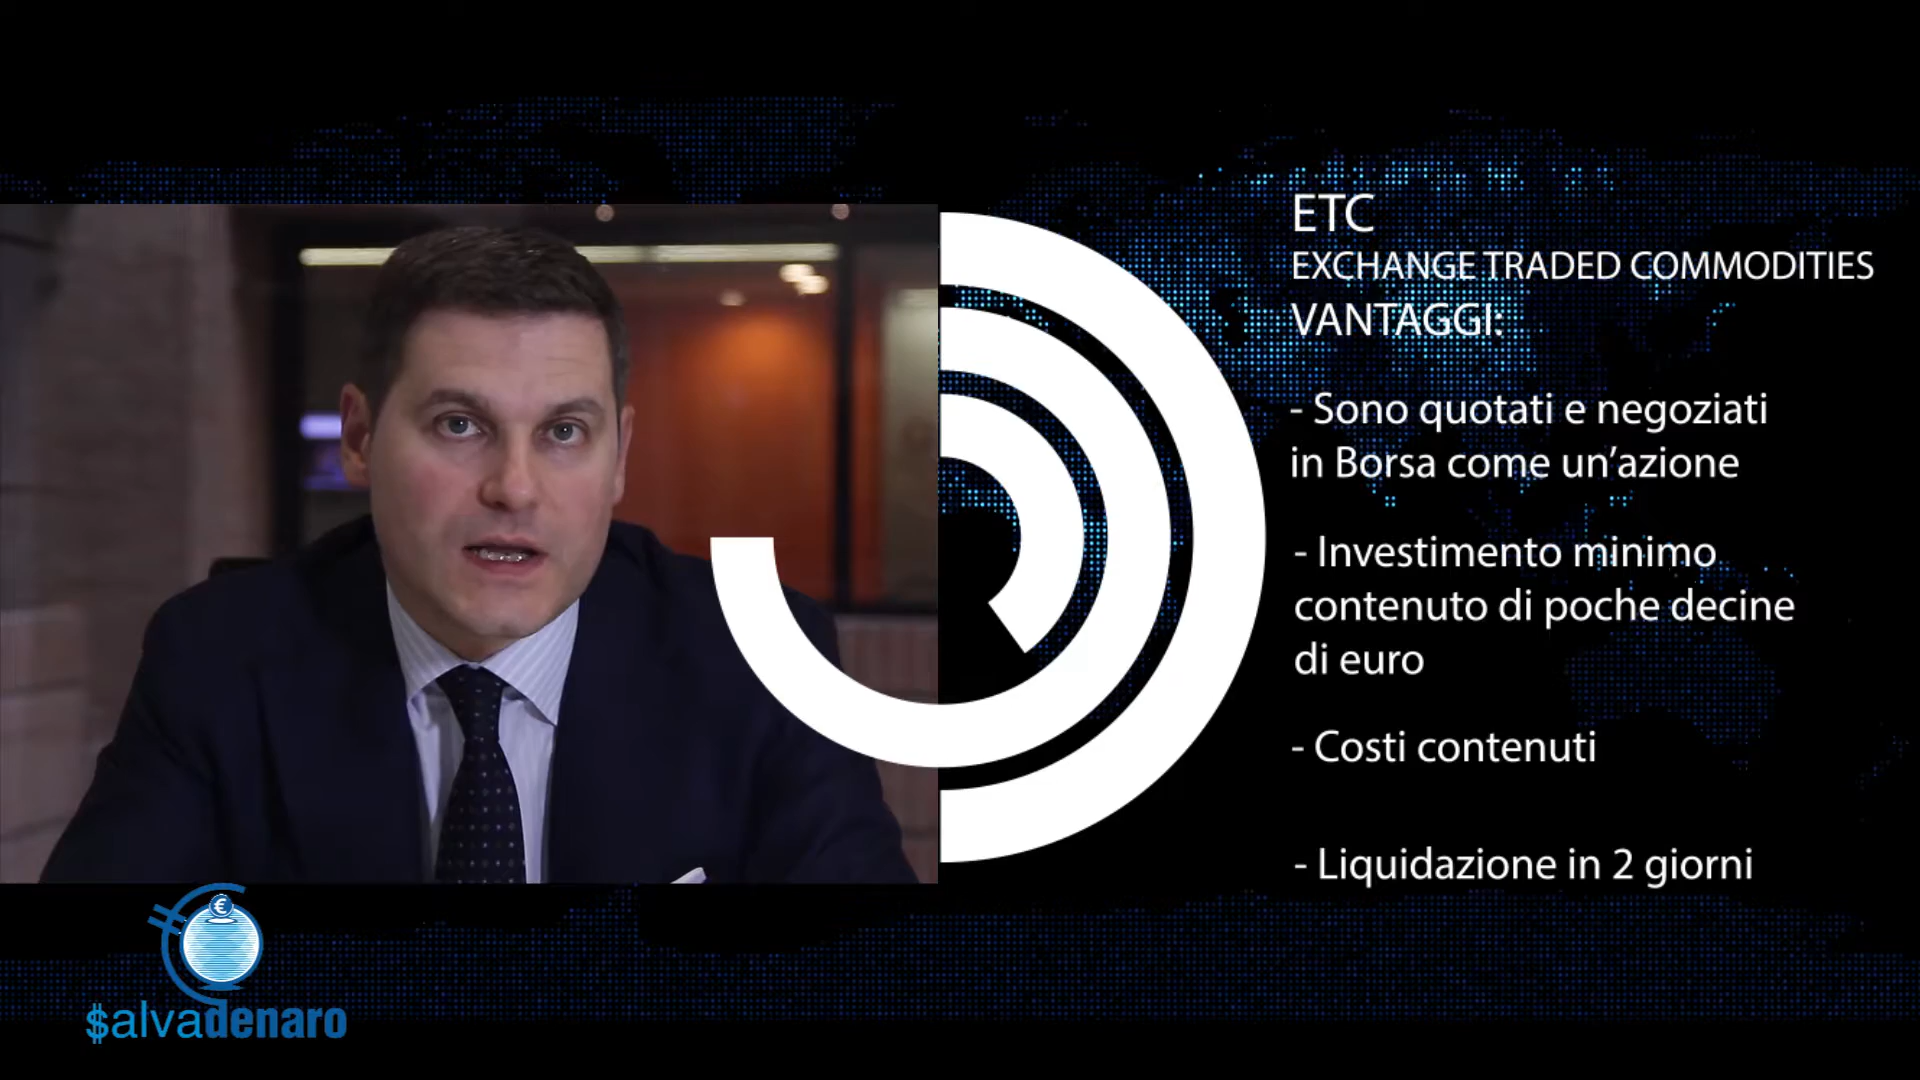 ETC
EXCHANGE TRADED COMMODITIES
VANTAGGI:
- Sono quotati e negoziati
in Borsa come un’azione
- Investimento minimo
contenuto di poche decine
di euro
- Costi contenuti
- Liquidazione in 2 giorni
€
$alvadenaro